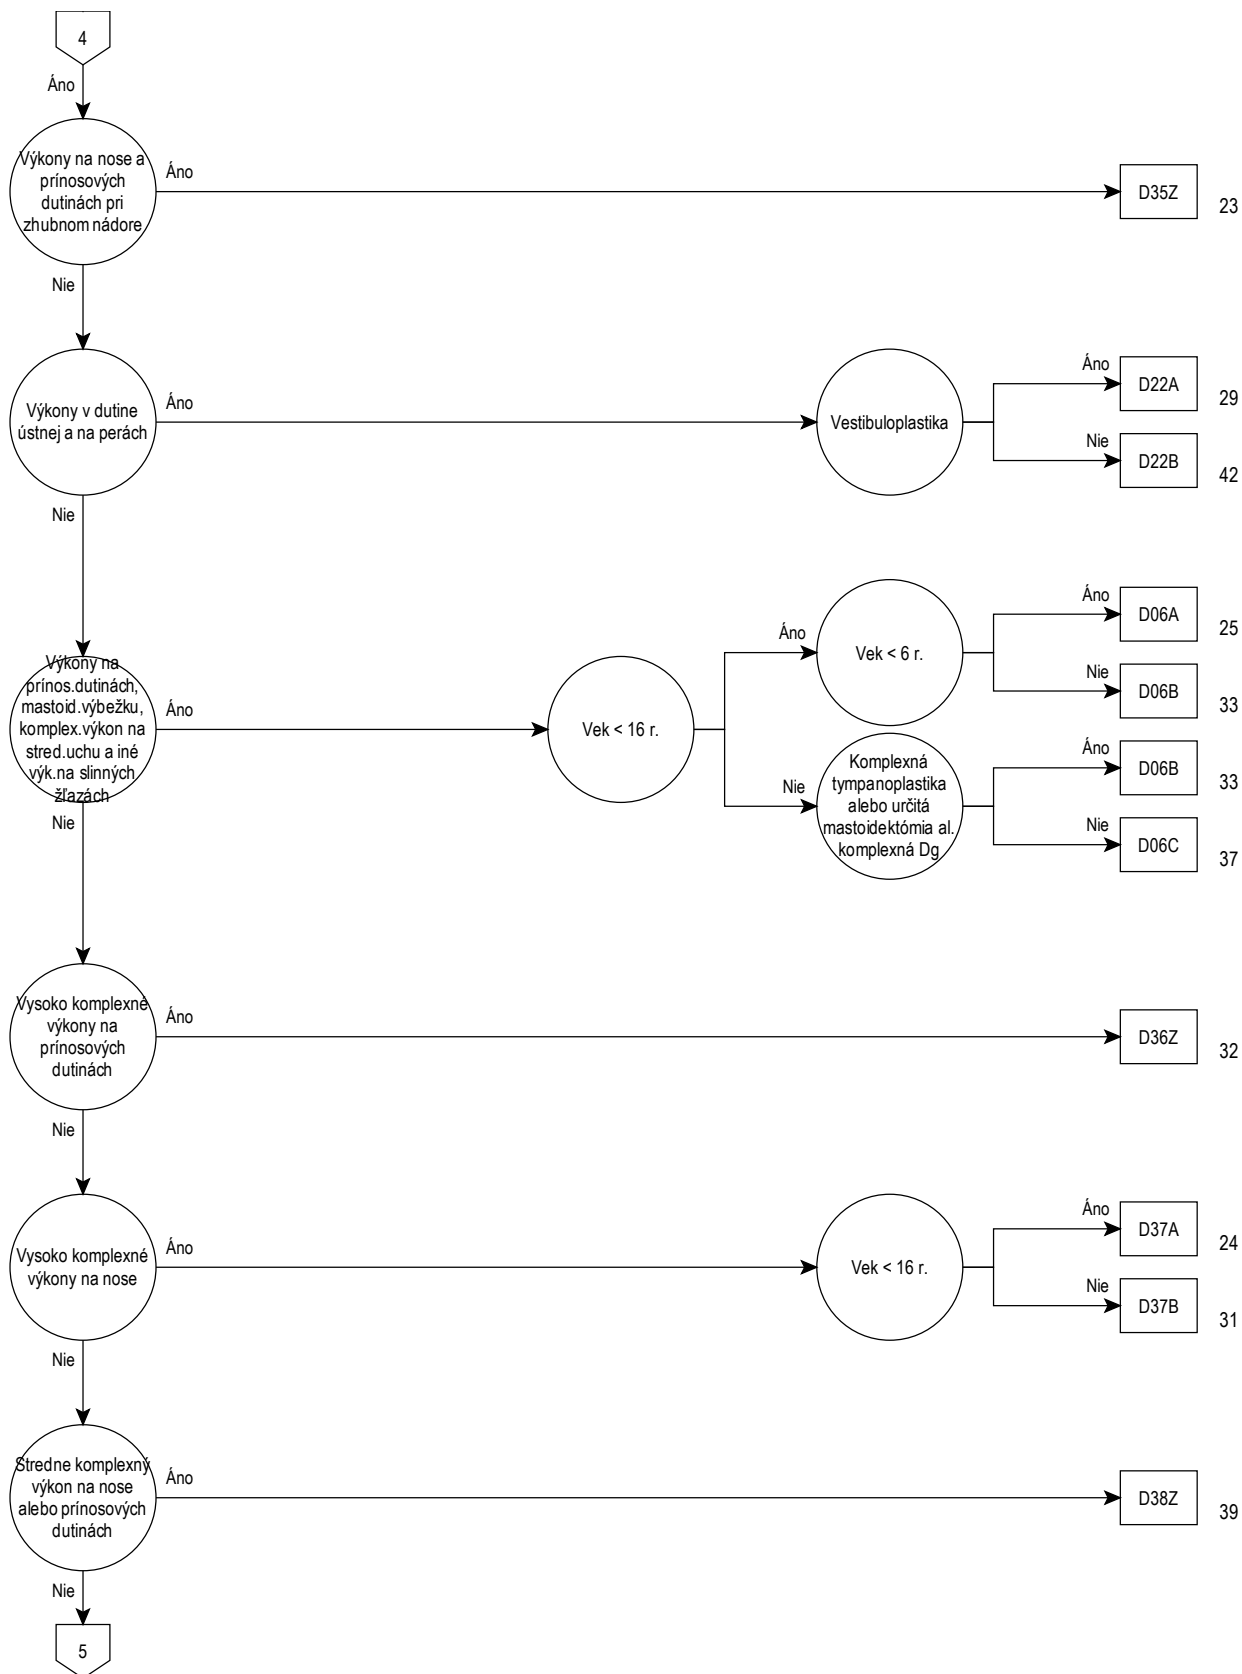 4
Áno
Výkony na nose a
prínosových
dutinách pri
zhubnom nádore
Áno
D35Z
23
Nie
Výkony v dutine
ústnej a na perách
Áno
Vestibuloplastika
Áno
D22A
29
Nie
D22B
42
Nie
Výkony na
prínos.dutinách,
mastoid.výbežku,
komplex.výkon na
stred.uchu a iné
výk.na slinných
žľazách
Áno
Vek < 16 r.
Áno
Vek < 6 r.
Áno
D06A
25
Nie
D06B
33
Nie
Komplexná
tympanoplastika
alebo určitá
mastoidektómia al.
komplexná Dg
Áno
D06B
33
Nie
D06C
37
Nie
Vysoko komplexné
výkony na
prínosových
dutinách
Áno
D36Z
32
Nie
Vysoko komplexné
výkony na nose
Áno
Vek < 16 r.
Áno
D37A
24
Nie
D37B
31
Nie
Stredne komplexný
výkon na nose
alebo prínosových
dutinách
Áno
D38Z
39
Nie
5